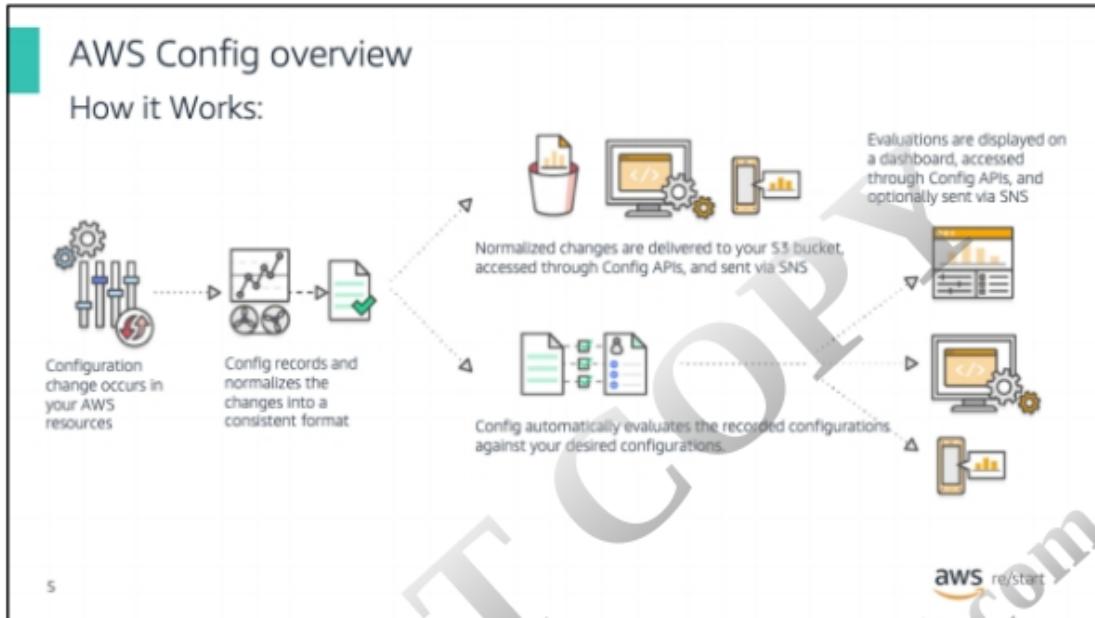 AWS Config overview
How it Works:
Evaluations are displayed on
a dashboard, accessed
through Config APIs, and
optionally sent via SNS
Normalized changes are delivered to your S3 bucket,
accessed through Config APIs, and sent via SNS
Configuration
change occurs in
your AWS
resources
Config records and
normalizes the
changes into a
consistent format
</>
</>
Config automatically evaluates the recorded configurations
against your desired configurations.
T COPY
.com
5
aws re/start